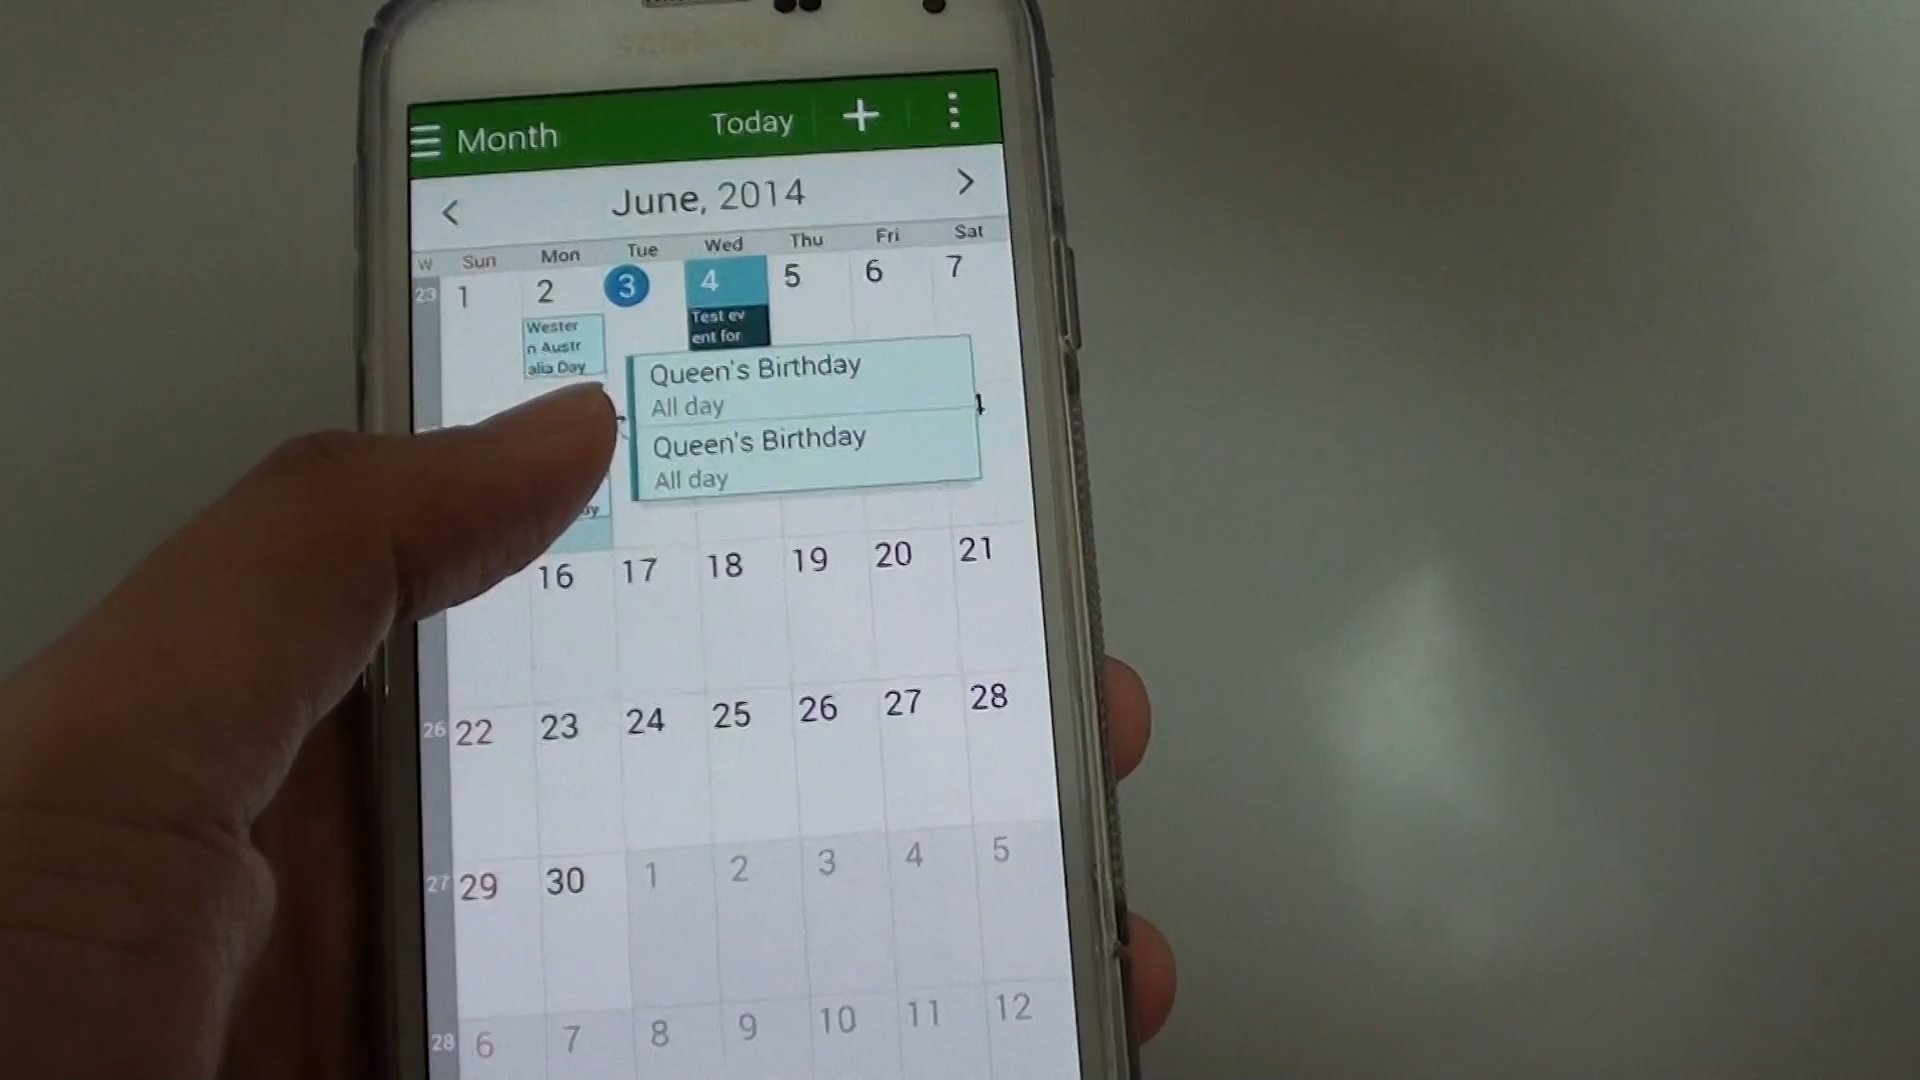 SAMSUNG
Month Today +
< June, 2014 >
W Sun Mon Tue Wed Thu Fri Sat
23 1 2 3 4 5 6 7
Wester
n Austr
alia Day
Test ev
ent for
Queen's Birthday
All day
Queen's Birthday
All day
16 17 18 19 20 21
26 22 23 24 25 26 27 28
27 29 30 1 2 3 4 5
28 6 7 8 9 10 11 12